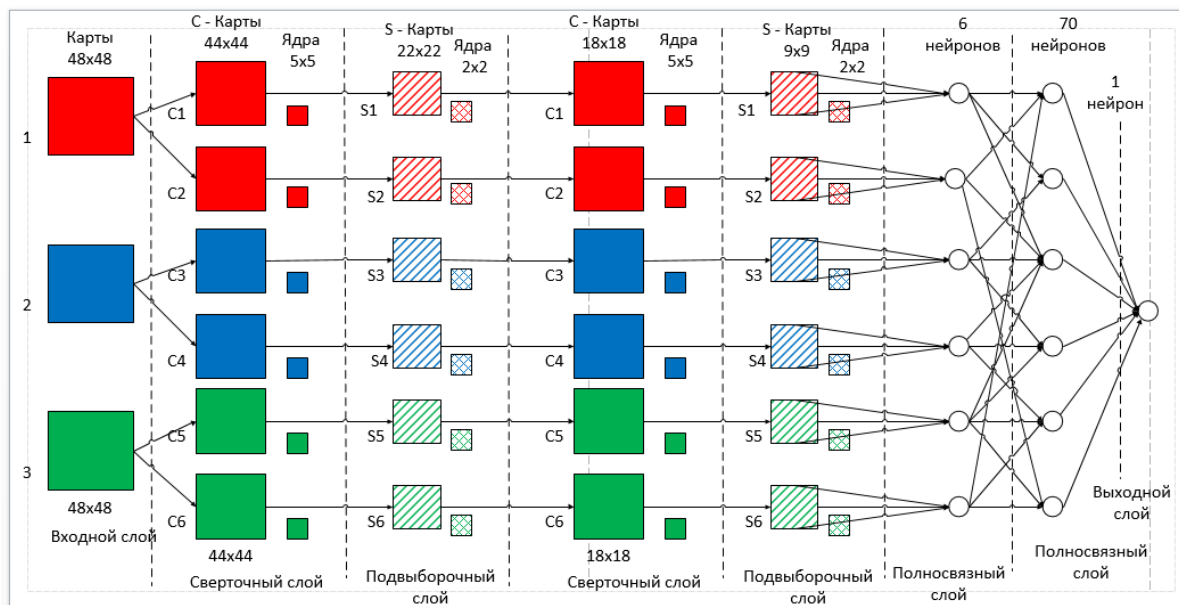 Карты
48x48
С - Карты
44x44
Ядра
5x5
S - Карты
22x22
Ядра
2x2
С - Карты
18x18
Ядра
5x5
S - Карты
9x9
Ядра
2x2
6
нейронов
70
нейронов
1
нейрон
1
C1
S1
C1
S1
C2
S2
C2
S2
2
C3
S3
C3
S3
C4
S4
C4
S4
3
C5
S5
C5
S5
C6
S6
C6
S6
48x48
Входной слой
44x44
Сверточный слой
Подвыборочный
слой
18x18
Сверточный слой
Подвыборочный
слой
Полносвязный
слой
Полносвязный
слой
Выходной
слой